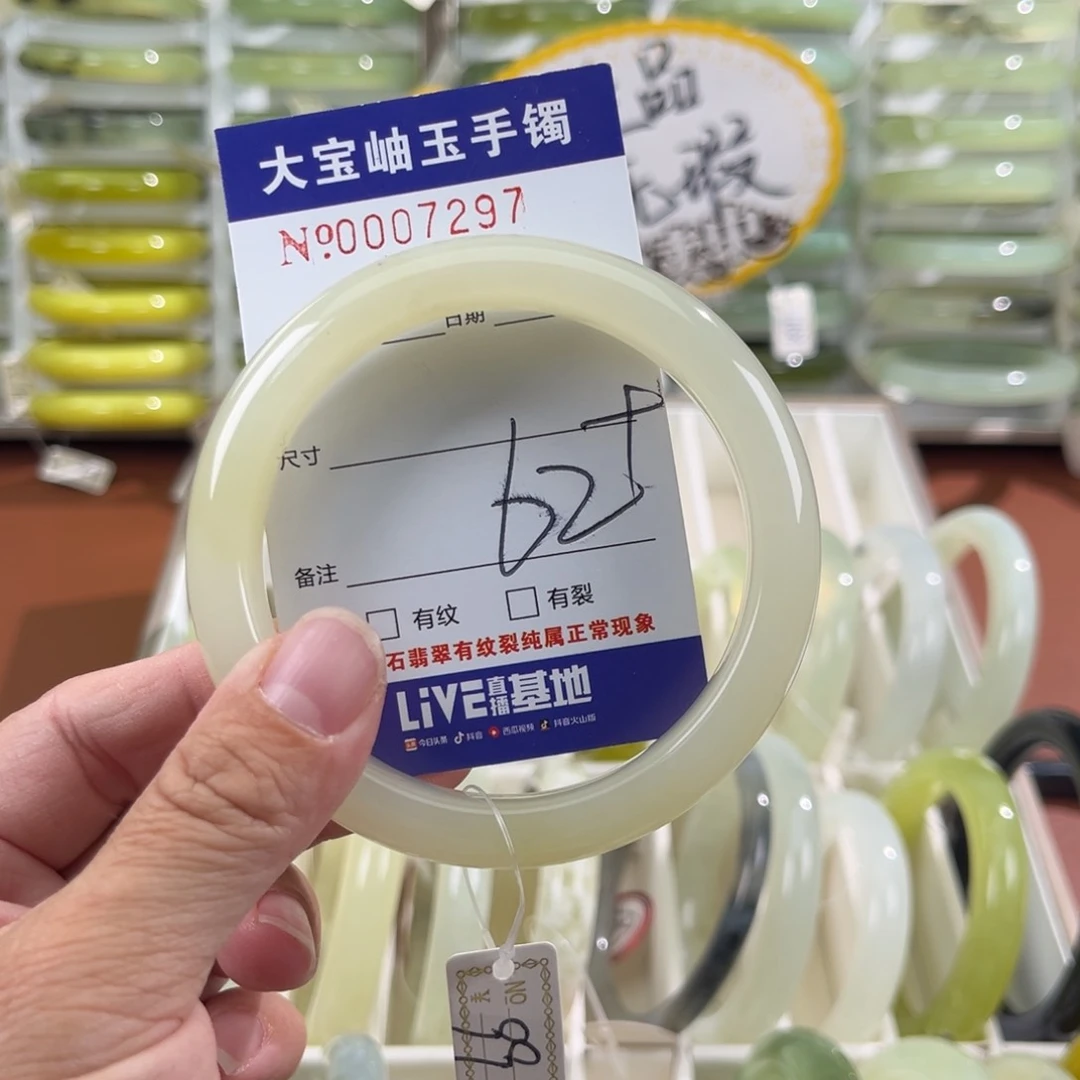 大宝岫玉手镯
№0007297
日期
尺寸
62
备注
有纹 有裂
石翡翠有纹裂纯属正常现象
LiVE直播基地
今日头条 抖音 西瓜视频 抖音火山版
品
NO